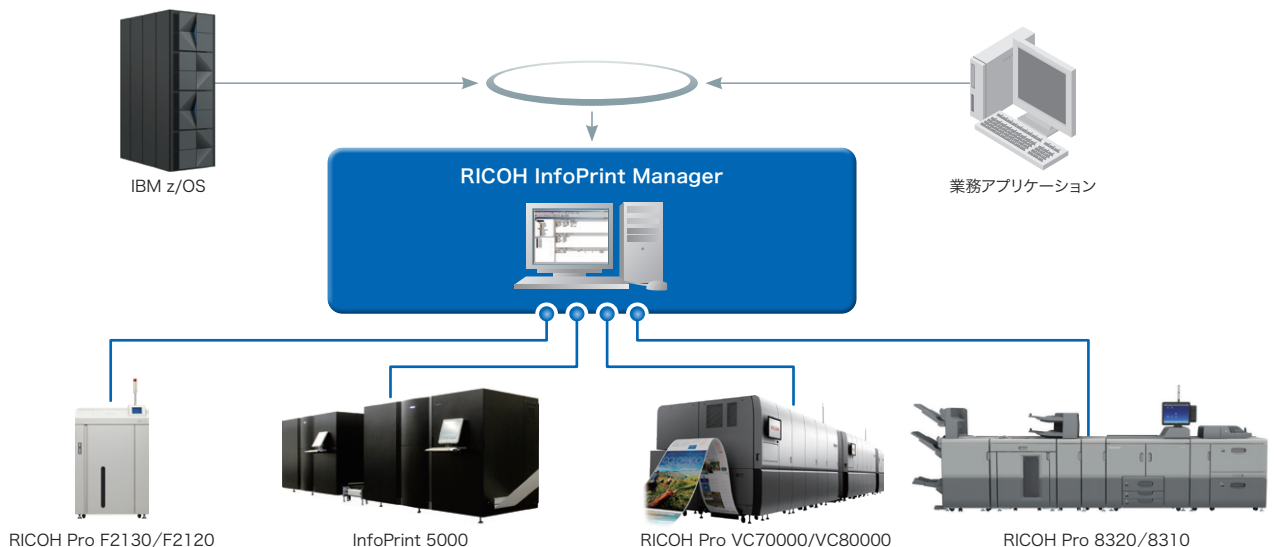 IBM z/OS
業務アプリケーション
RICOH InfoPrint Manager
RICOH Pro F2130/F2120
InfoPrint 5000
RICOH Pro VC70000/VC80000
RICOH Pro 8320/8310